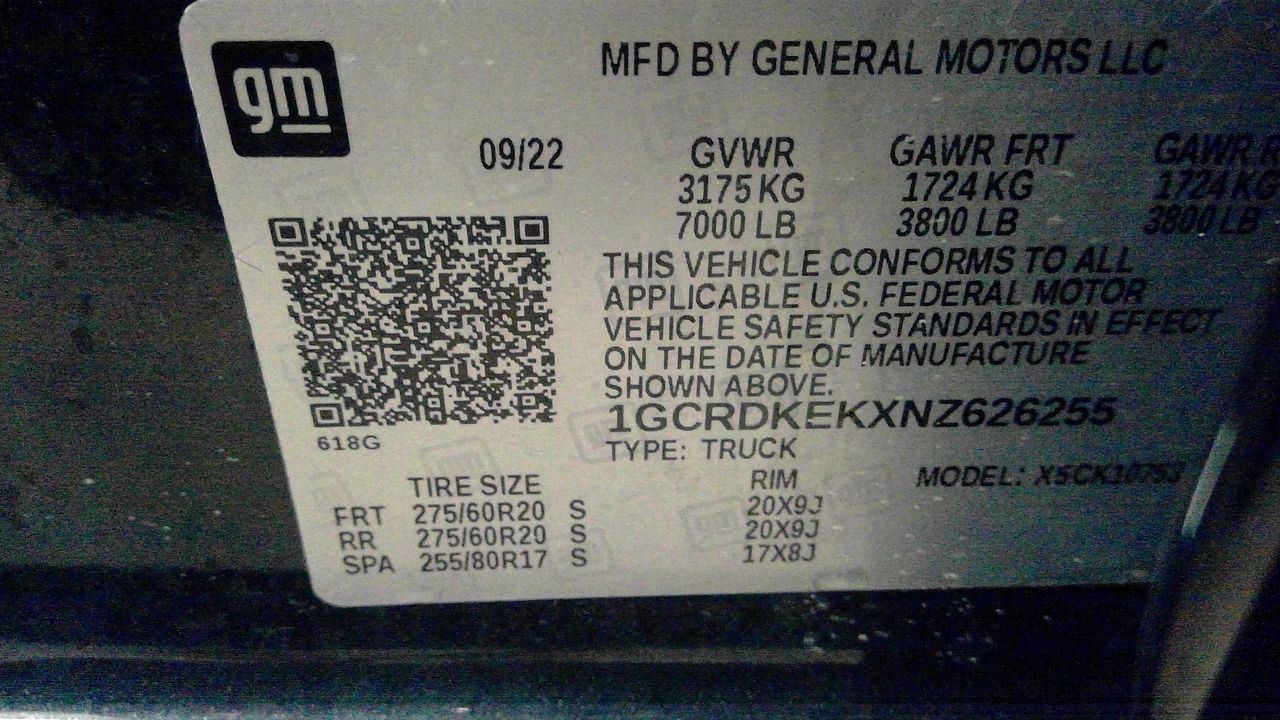 gm
MFD BY GENERAL MOTORS LLC
09/22 GVWR GAWR FRT GAWR
3175 KG 1724 KG 1724 KG
7000 LB 3800 LB 3800 LB
THIS VEHICLE CONFORMS TO ALL
APPLICABLE U.S. FEDERAL MOTOR
VEHICLE SAFETY STANDARDS IN EFFECT
ON THE DATE OF MANUFACTURE
SHOWN ABOVE.
1GCRDKEKXNZ626255
618G
TYPE: TRUCK
TIRE SIZE RIM MODEL:
FRT 275/60R20 S 20X9J
RR 275/60R20 S 20X9J
SPA 255/80R17 S 17X8J